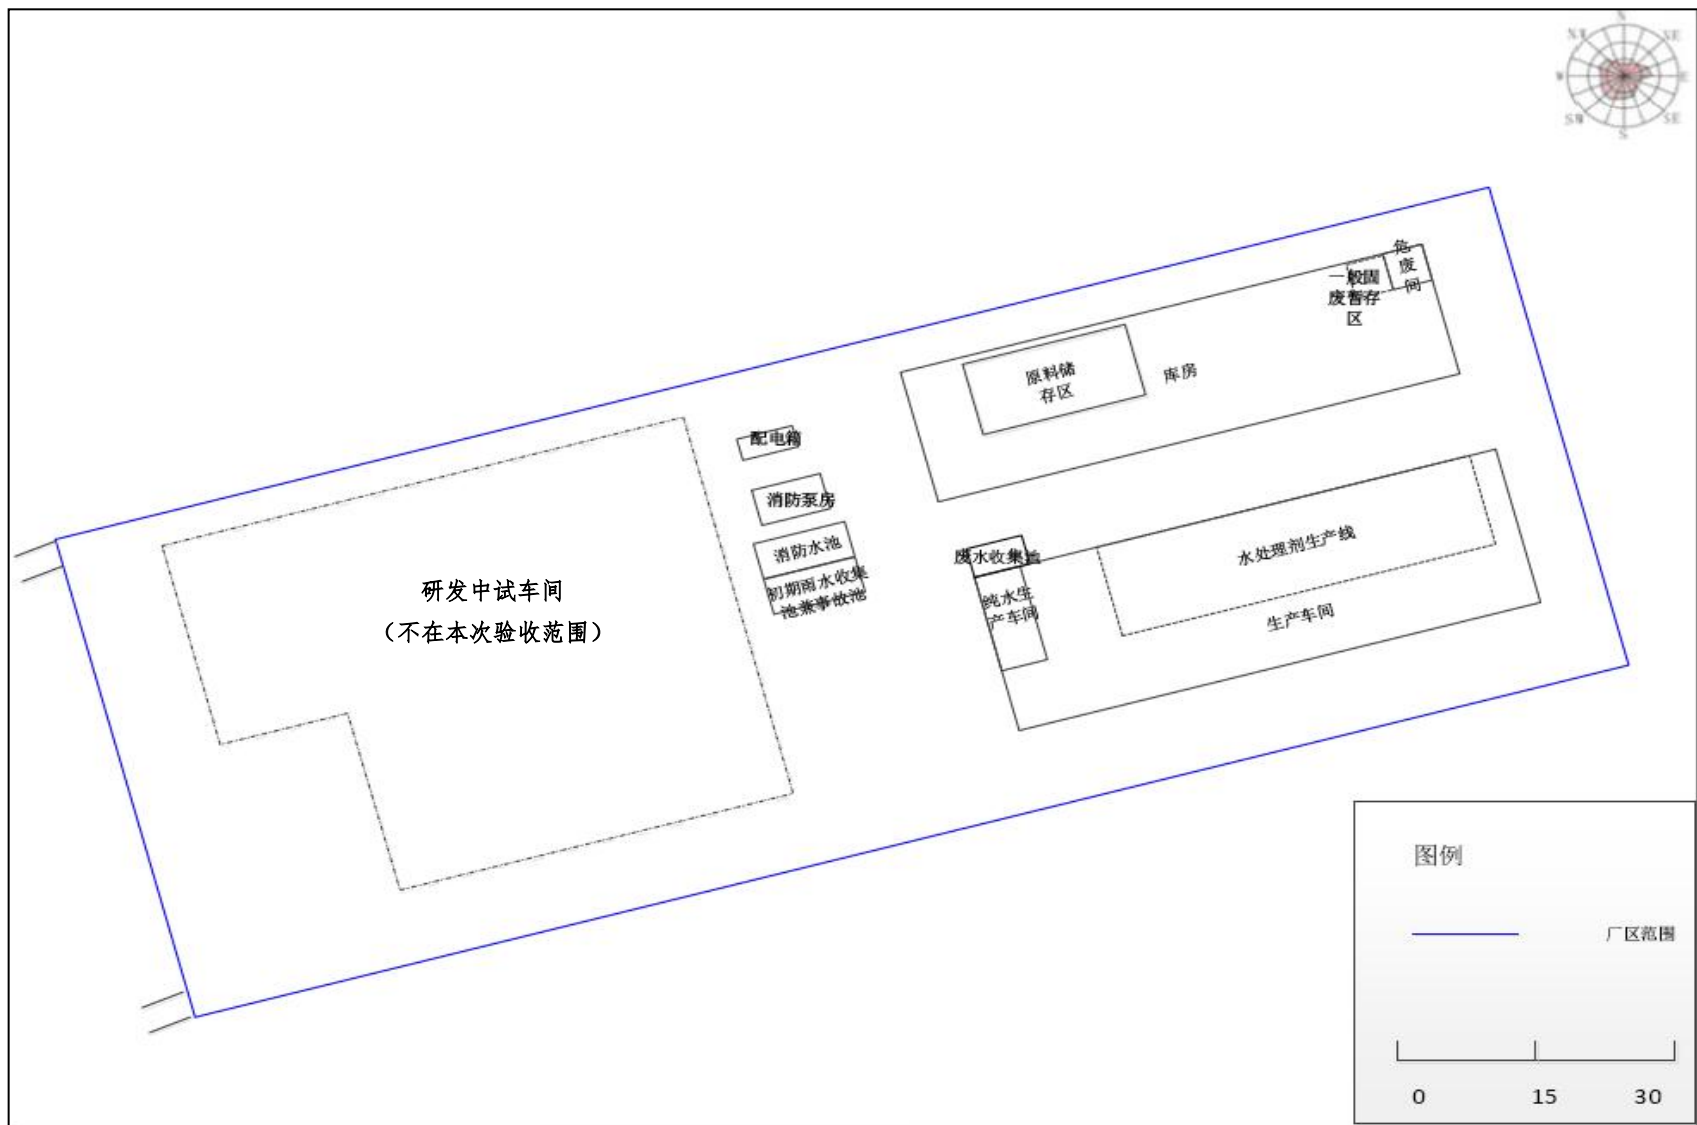 N
NW
NE
W
E
SW
SE
S
危
废
间
一般固
废暂存
区
原料储
存区
库房
配电箱
消防泵房
消防水池
初期雨水收集
池兼事故池
废水收集池
纯水生
产车间
水处理剂生产线
生产车间
研发中试车间
（不在本次验收范围）
图例
厂区范围
0 15 30